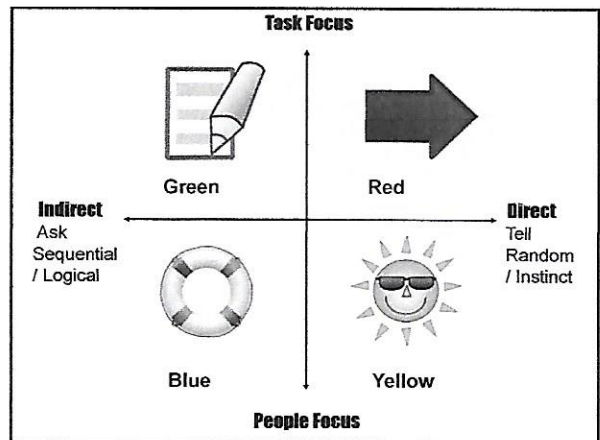 Task Focus
Green
Red
Indirect
Ask
Sequential
/ Logical
Direct
Tell
Random
/ Instinct
Blue
Yellow
People Focus